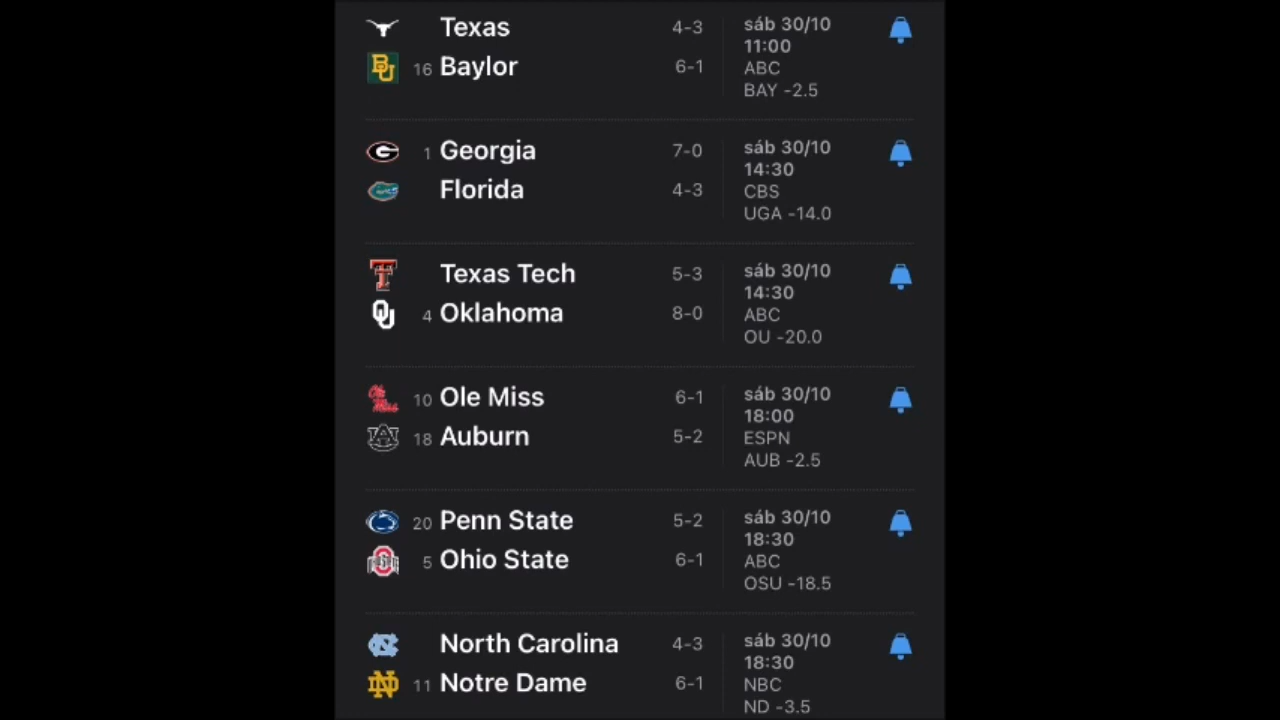 Texas 4-3 sáb 30/10
11:00
16 Baylor 6-1 ABC
BAY -2.5
1 Georgia 7-0 sáb 30/10
14:30
Florida 4-3 CBS
UGA -14.0
Texas Tech 5-3 sáb 30/10
14:30
4 Oklahoma 8-0 ABC
OU -20.0
10 Ole Miss 6-1 sáb 30/10
18:00
18 Auburn 5-2 ESPN
AUB -2.5
20 Penn State 5-2 sáb 30/10
18:30
5 Ohio State 6-1 ABC
OSU -18.5
North Carolina 4-3 sáb 30/10
18:30
11 Notre Dame 6-1 NBC
ND -3.5